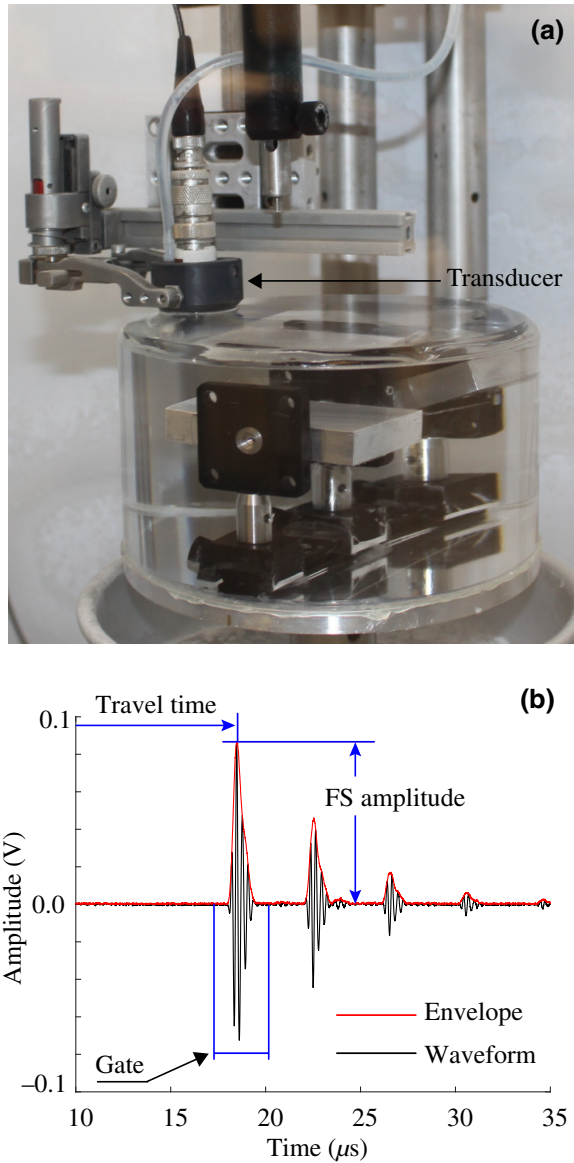 (a)
Transducer
(b)
Travel time
0.1
FS amplitude
Amplitude (V)
0.0
Envelope
Waveform
Gate
–0.1
10 15 20 25 30 35
Time (μs)